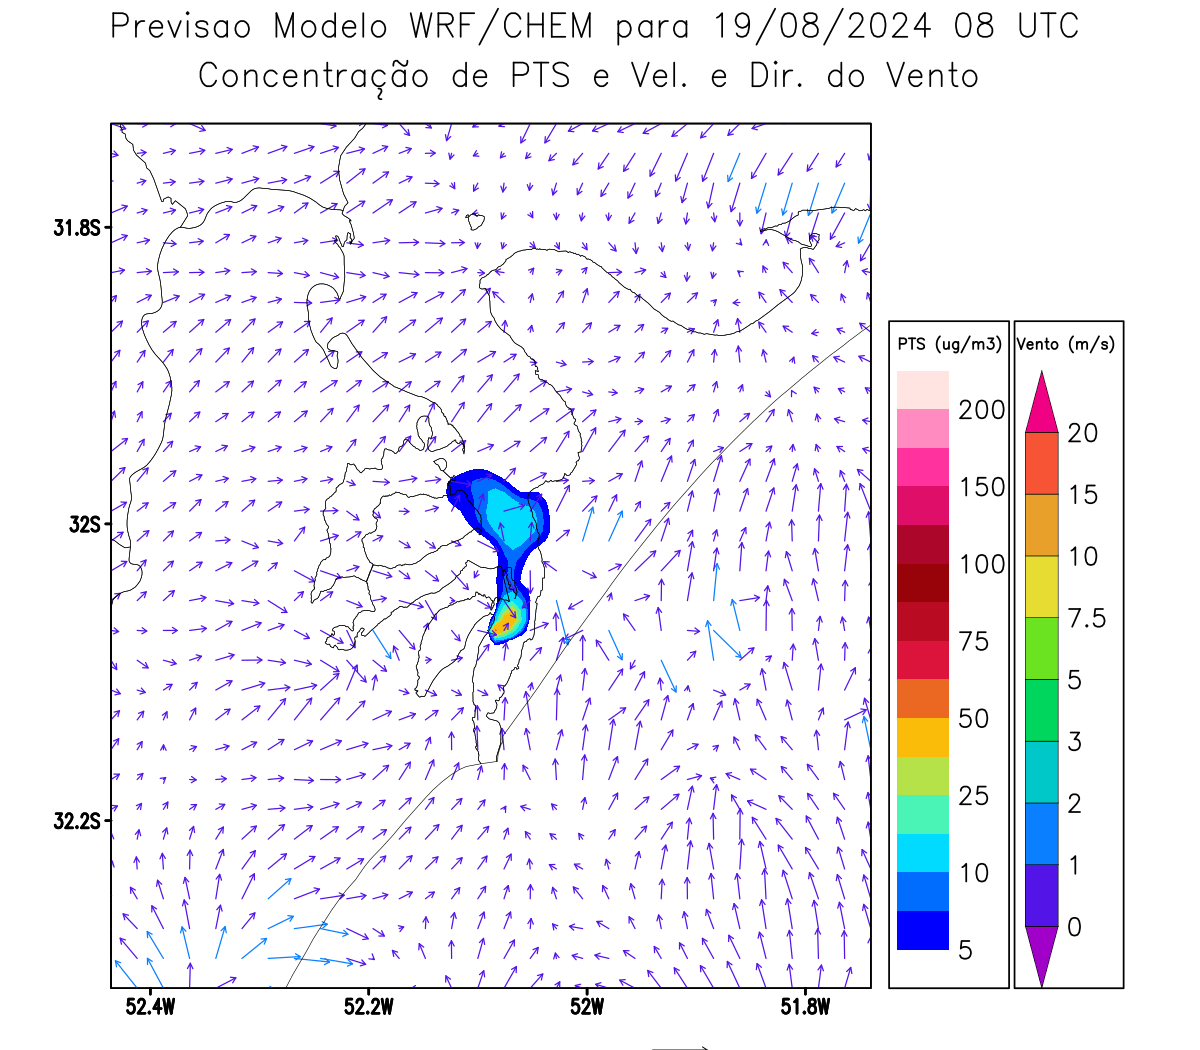 Previsao Modelo WRF/CHEM para 19/08/2024 08 UTC
Concentração de PTS e Vel. e Dir. do Vento
31.8S
32S
32.2S
52.4W
52.2W
52W
51.8W
PTS (ug/m3)
200
150
100
75
50
25
10
5
Vento (m/s)
20
15
10
7.5
5
3
2
1
0